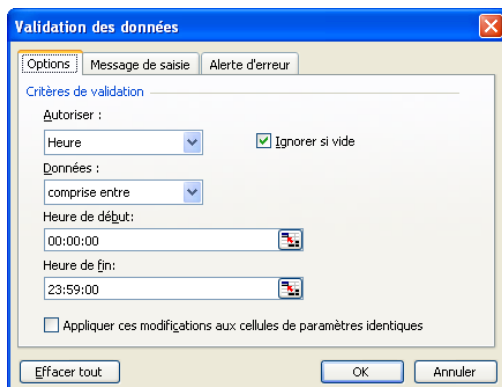 Validation des données
Options Message de saisie Alerte d'erreur
Critères de validation
Autoriser :
Heure Ignorer si vide
Données :
comprise entre
Heure de début:
00:00:00
Heure de fin:
23:59:00
Appliquer ces modifications aux cellules de paramètres identiques
Effacer tout OK Annuler